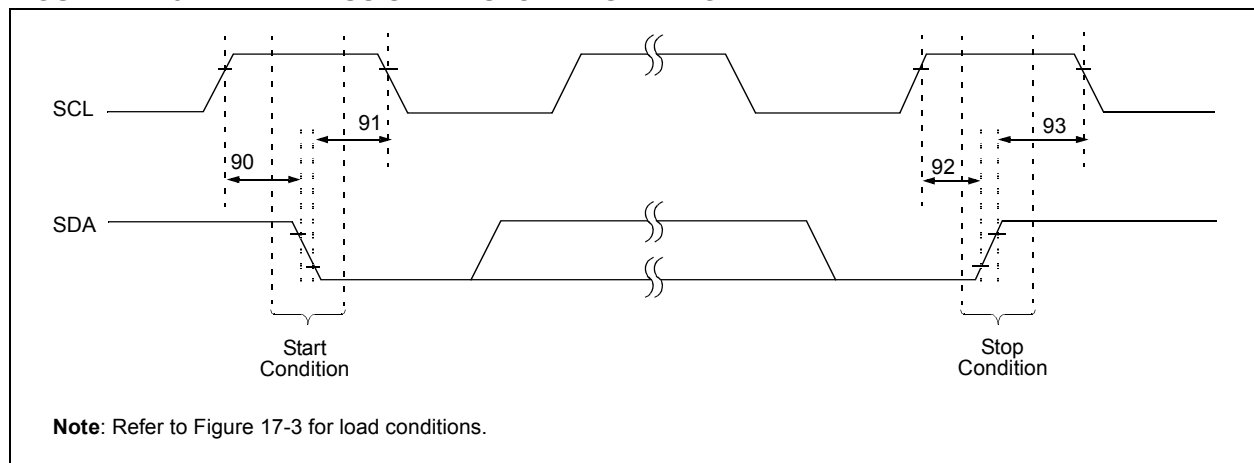 SCL
91
93
90
92
SDA
Start
Condition
Stop
Condition
Note: Refer to Figure 17-3 for load conditions.